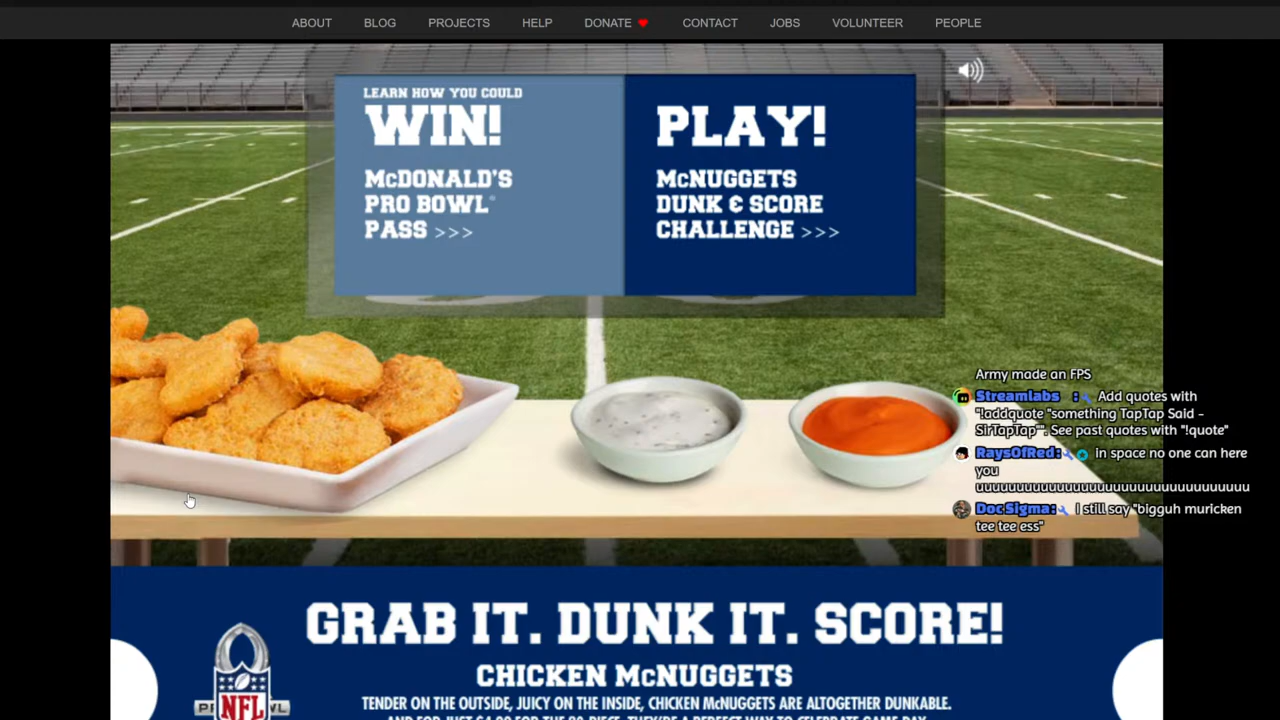 ABOUT BLOG PROJECTS HELP DONATE CONTACT JOBS VOLUNTEER PEOPLE
LEARN HOW YOU COULD
WIN!
McDONALD'S
PRO BOWL®
PASS >>>
PLAY!
McNUGGETS
DUNK & SCORE
CHALLENGE >>>
Army made an FPS
Streamlabs : Add quotes with
"!addquote "something TapTap Said -
SirTapTap"". See past quotes with "!quote"
RaysOfRed: in space no one can here
you
uuuuuuuuuuuuuuuuuuuuuuuuuuuuuuuuu
Doc Sigma: I still say "bigguh muricken
tee tee ess"
GRAB IT. DUNK IT. SCORE!
CHICKEN McNUGGETS
TENDER ON THE OUTSIDE, JUICY ON THE INSIDE, CHICKEN McNUGGETS ARE ALTOGETHER DUNKABLE.
NFL